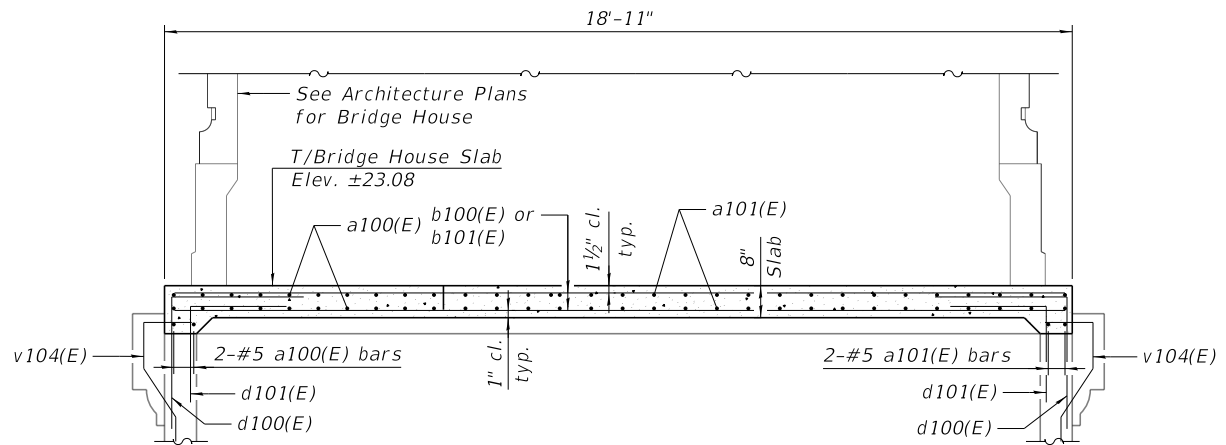 18'-11"
See Architecture Plans
for Bridge House
T/Bridge House Slab
Elev. ±23.08
a100(E)
b100(E) or
b101(E)
1½" cl.
typ.
a101(E)
8"
Slab
v104(E)
2-#5 a100(E) bars
1" cl.
typ.
2-#5 a101(E) bars
v104(E)
d101(E)
d101(E)
d100(E)
d100(E)